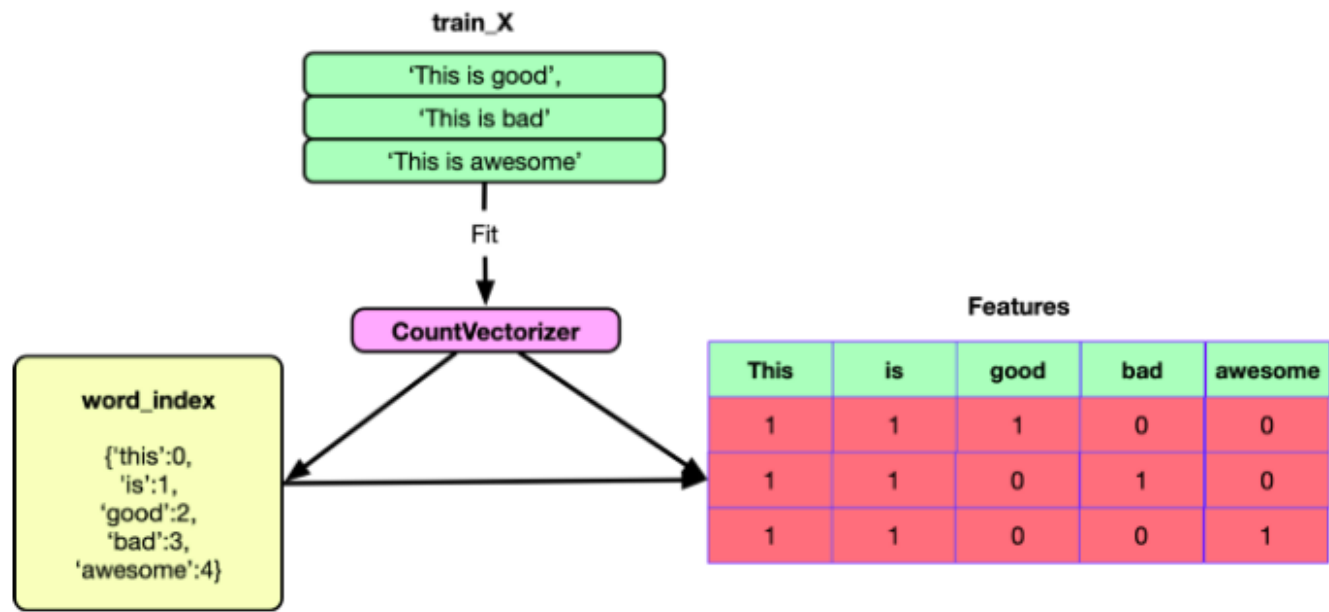 train_X
‘This is good’,
‘This is bad’
‘This is awesome’
Fit
CountVectorizer
word_index
{'this':0,
'is':1,
‘good’:2,
‘bad’:3,
‘awesome’:4}
Features
This is good bad awesome
1 1 1 0 0
1 1 0 1 0
1 1 0 0 1